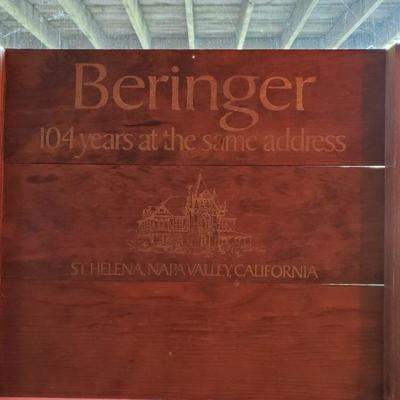 Beringer
104 years at the same address
ST. HELENA, NAPA VALLEY, CALIFORNIA